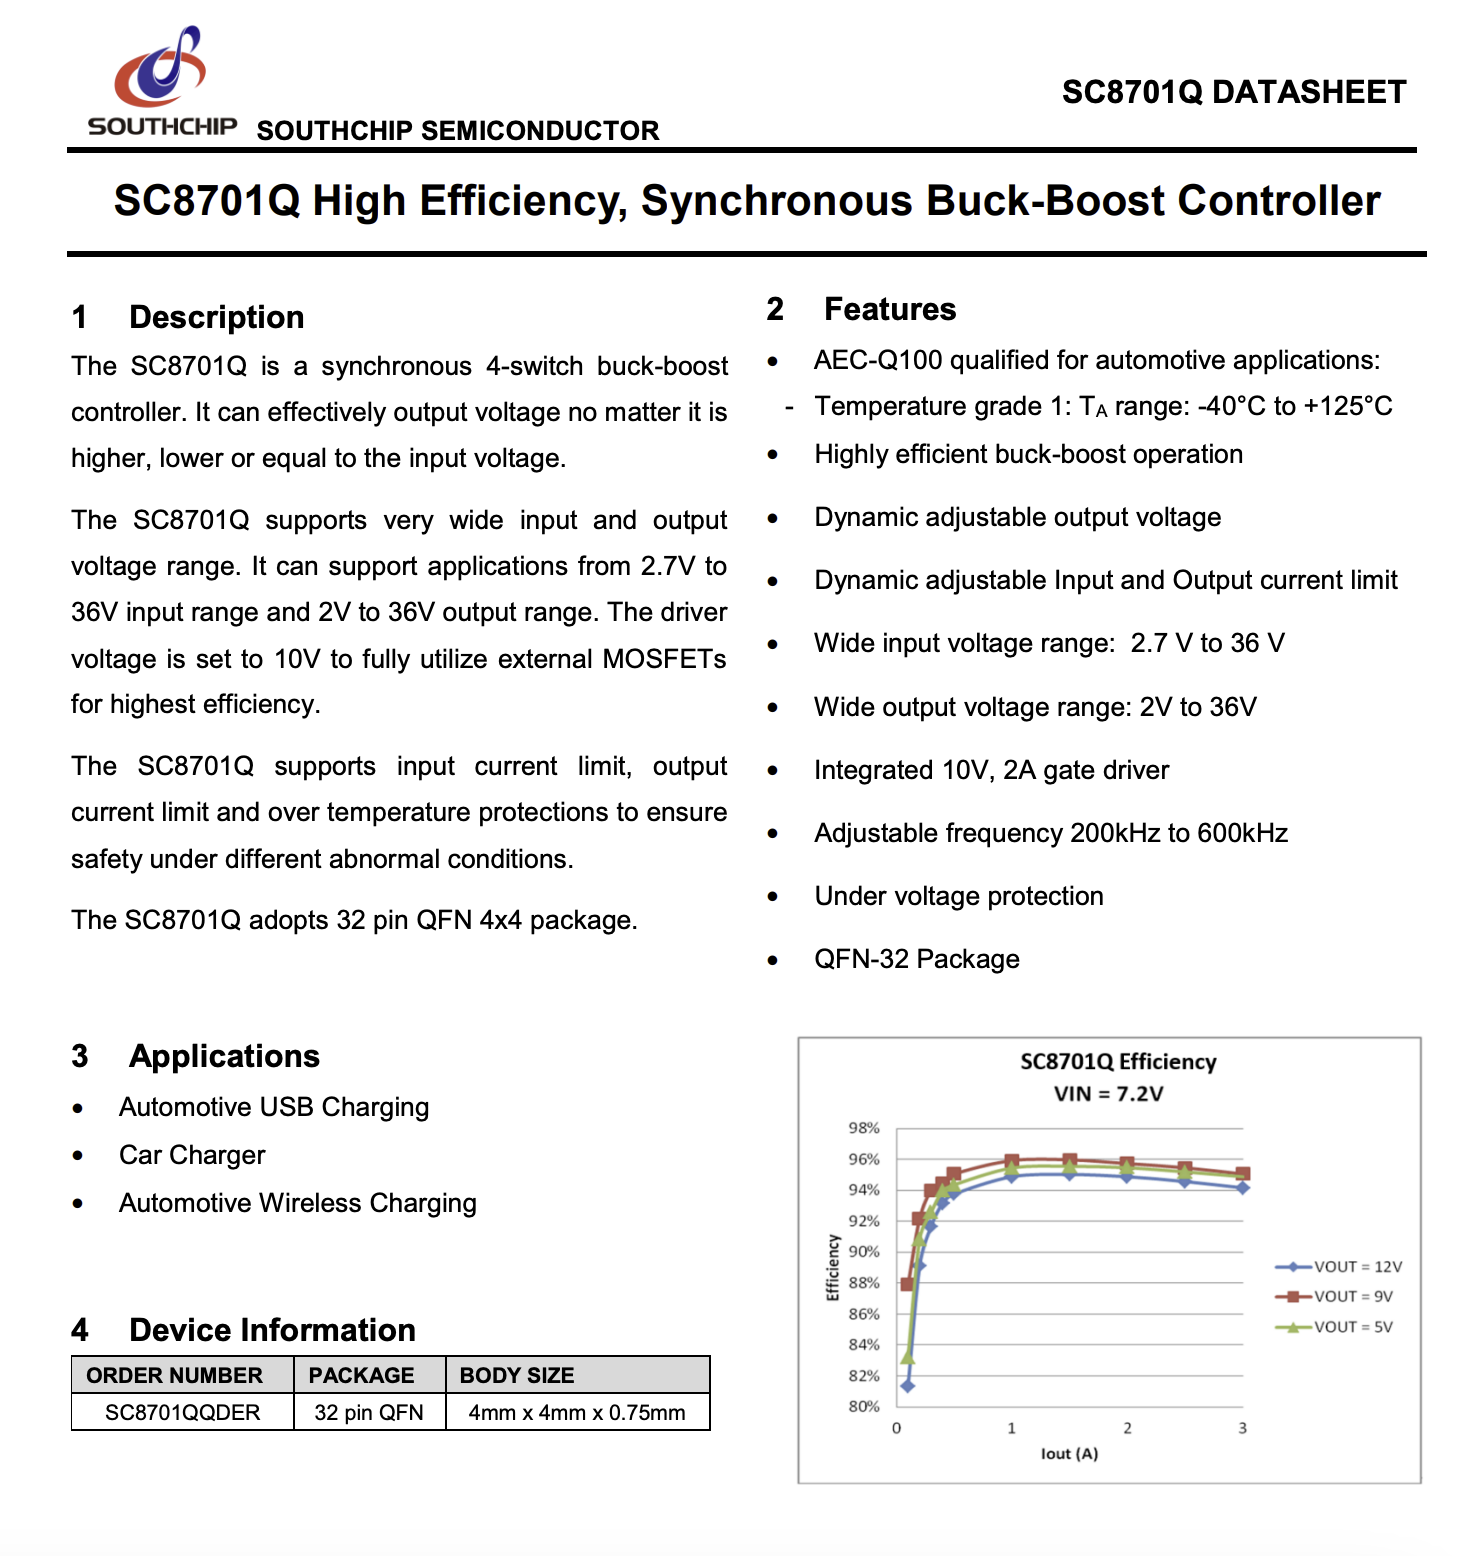 SOUTHCHIP
SOUTHCHIP SEMICONDUCTOR
SC8701Q DATASHEET
SC8701Q High Efficiency, Synchronous Buck-Boost Controller
1 Description
The SC8701Q is a synchronous 4-switch buck-boost
controller. It can effectively output voltage no matter it is
higher, lower or equal to the input voltage.
The SC8701Q supports very wide input and output
voltage range. It can support applications from 2.7V to
36V input range and 2V to 36V output range. The driver
voltage is set to 10V to fully utilize external MOSFETs
for highest efficiency.
The SC8701Q supports input current limit, output
current limit and over temperature protections to ensure
safety under different abnormal conditions.
The SC8701Q adopts 32 pin QFN 4x4 package.
2 Features
• AEC-Q100 qualified for automotive applications:
- Temperature grade 1: TA range: -40°C to +125°C
• Highly efficient buck-boost operation
• Dynamic adjustable output voltage
• Dynamic adjustable Input and Output current limit
• Wide input voltage range: 2.7 V to 36 V
• Wide output voltage range: 2V to 36V
• Integrated 10V, 2A gate driver
• Adjustable frequency 200kHz to 600kHz
• Under voltage protection
• QFN-32 Package
3 Applications
• Automotive USB Charging
• Car Charger
• Automotive Wireless Charging
4 Device Information
ORDER NUMBER PACKAGE BODY SIZE
SC8701QQDER 32 pin QFN 4mm x 4mm x 0.75mm
SC8701Q Efficiency
VIN = 7.2V
98%
96%
94%
92%
90%
88%
86%
84%
82%
80%
Efficiency
0 1 2 3
Iout (A)
VOUT = 12V
VOUT = 9V
VOUT = 5V